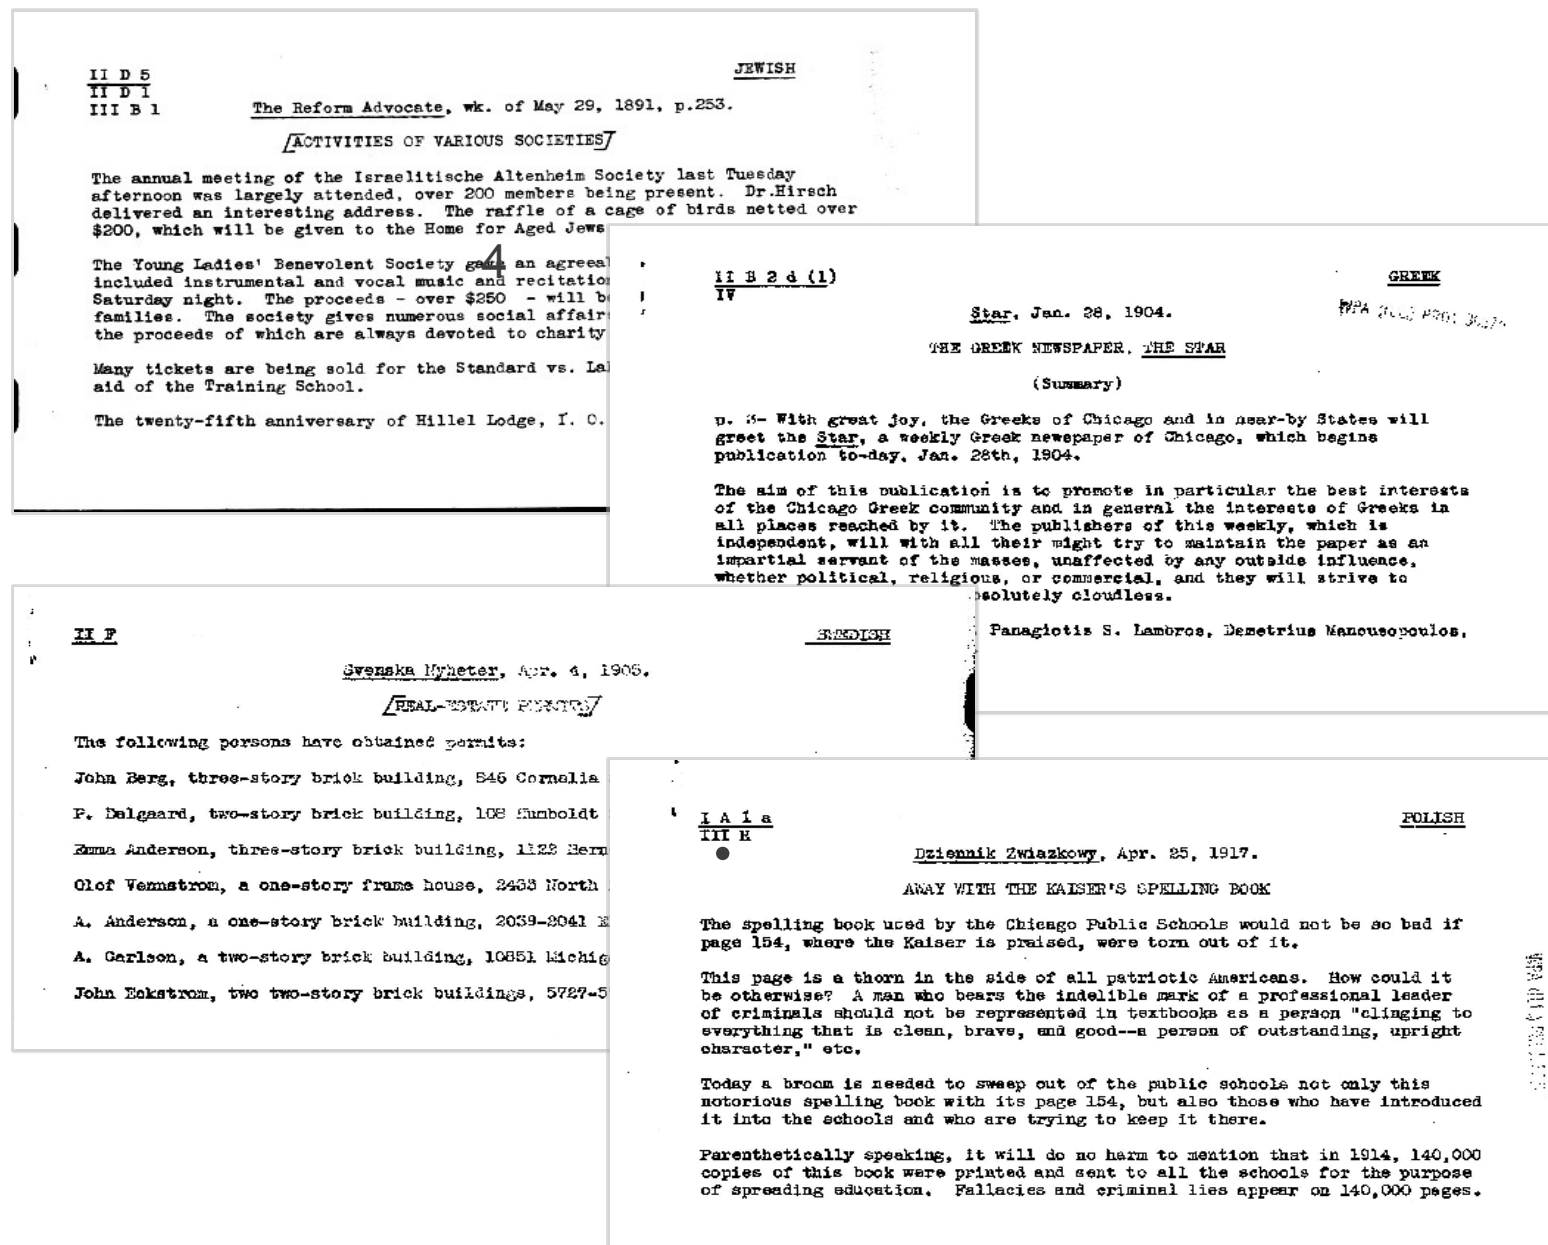 II D 5
II D 1
III B 1
JEWISH
The Reform Advocate, wk. of May 29, 1891, p.253.
[ACTIVITIES OF VARIOUS SOCIETIES]
The annual meeting of the Israelitische Altenheim Society last Tuesday
afternoon was largely attended, over 200 members being present. Dr.Hirsch
delivered an interesting address. The raffle of a cage of birds netted over
$200, which will be given to the Home for Aged Jews
4
The Young Ladies' Benevolent Society gave an agreeal
included instrumental and vocal music and recitatio
Saturday night. The proceeds - over $250 - will b
families. The society gives numerous social affair
the proceeds of which are always devoted to charity
Many tickets are being sold for the Standard vs. La
aid of the Training School.
The twenty-fifth anniversary of Hillel Lodge, I. O.
II B 2 d (1)
IV
GREEK
Star, Jan. 28, 1904.
THE GREEK NEWSPAPER, THE STAR
(Summary)
p. 3- With great joy, the Greeks of Chicago and in near-by States will
greet the Star, a weekly Greek newspaper of Chicago, which begins
publication to-day, Jan. 28th, 1904.
The aim of this publication is to promote in particular the best interests
of the Chicago Greek community and in general the interests of Greeks in
all places reached by it. The publishers of this weekly, which is
independent, will with all their might try to maintain the paper as an
impartial servant of the masses, unaffected by any outside influence,
whether political, religious, or commercial, and they will strive to
bsolutely cloudless.
Panagiotis S. Lambros, Demetrius Manousopoulos,
II F
SWEDISH
Svenska Nyheter, Apr. 4, 1905.
[REAL-ESTATE PERMITS]
The following persons have obtained permits:
John Berg, three-story brick building, 546 Cornelia
P. Dalgaard, two-story brick building, 108 Humboldt
Emma Anderson, three-story brick building, 1122 Bern
Olof Vennstrom, a one-story frame house, 2433 North
A. Anderson, a one-story brick building, 2039-2041
A. Carlson, a two-story brick building, 10851 Michig
John Eckstrom, two two-story brick buildings, 5727-5
I A 1 a
III H
POLISH
Dziennik Zwiazkowy, Apr. 25, 1917.
AWAY WITH THE KAISER'S SPELLING BOOK
The spelling book used by the Chicago Public Schools would not be so bad if
page 154, where the Kaiser is praised, were torn out of it.
This page is a thorn in the side of all patriotic Americans. How could it
be otherwise? A man who bears the indelible mark of a professional leader
of criminals should not be represented in textbooks as a person "clinging to
everything that is clean, brave, and good--a person of outstanding, upright
character," etc.
Today a broom is needed to sweep out of the public schools not only this
notorious spelling book with its page 154, but also those who have introduced
it into the schools and who are trying to keep it there.
Parenthetically speaking, it will do no harm to mention that in 1914, 140,000
copies of this book were printed and sent to all the schools for the purpose
of spreading education. Fallacies and criminal lies appear on 140,000 pages.